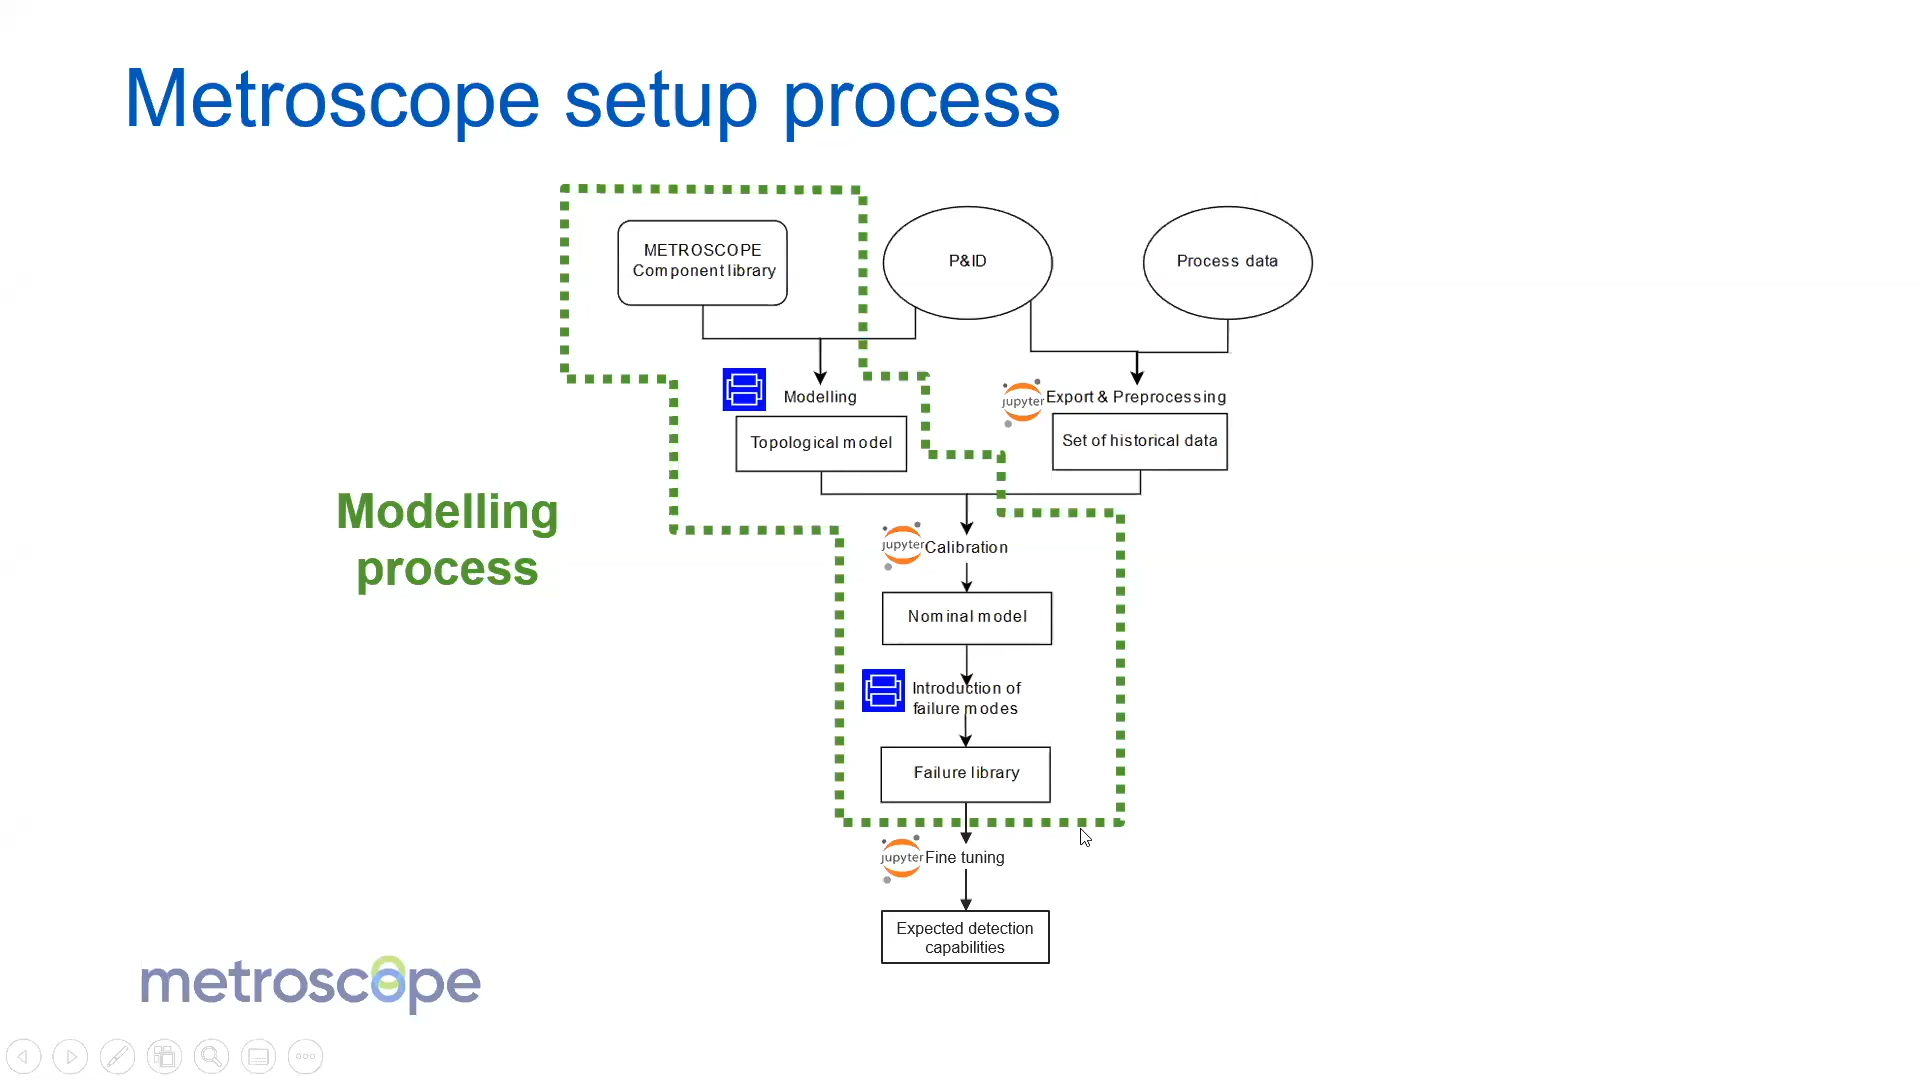 Metroscope setup process
METROSCOPE
Component library
P&ID
Process data
Modelling
jupyter
Export & Preprocessing
Topological model
Set of historical data
Modelling
process
jupyter
Calibration
Nominal model
Introduction of
failure modes
Failure library
jupyter
Fine tuning
Expected detection
capabilities
metroscope